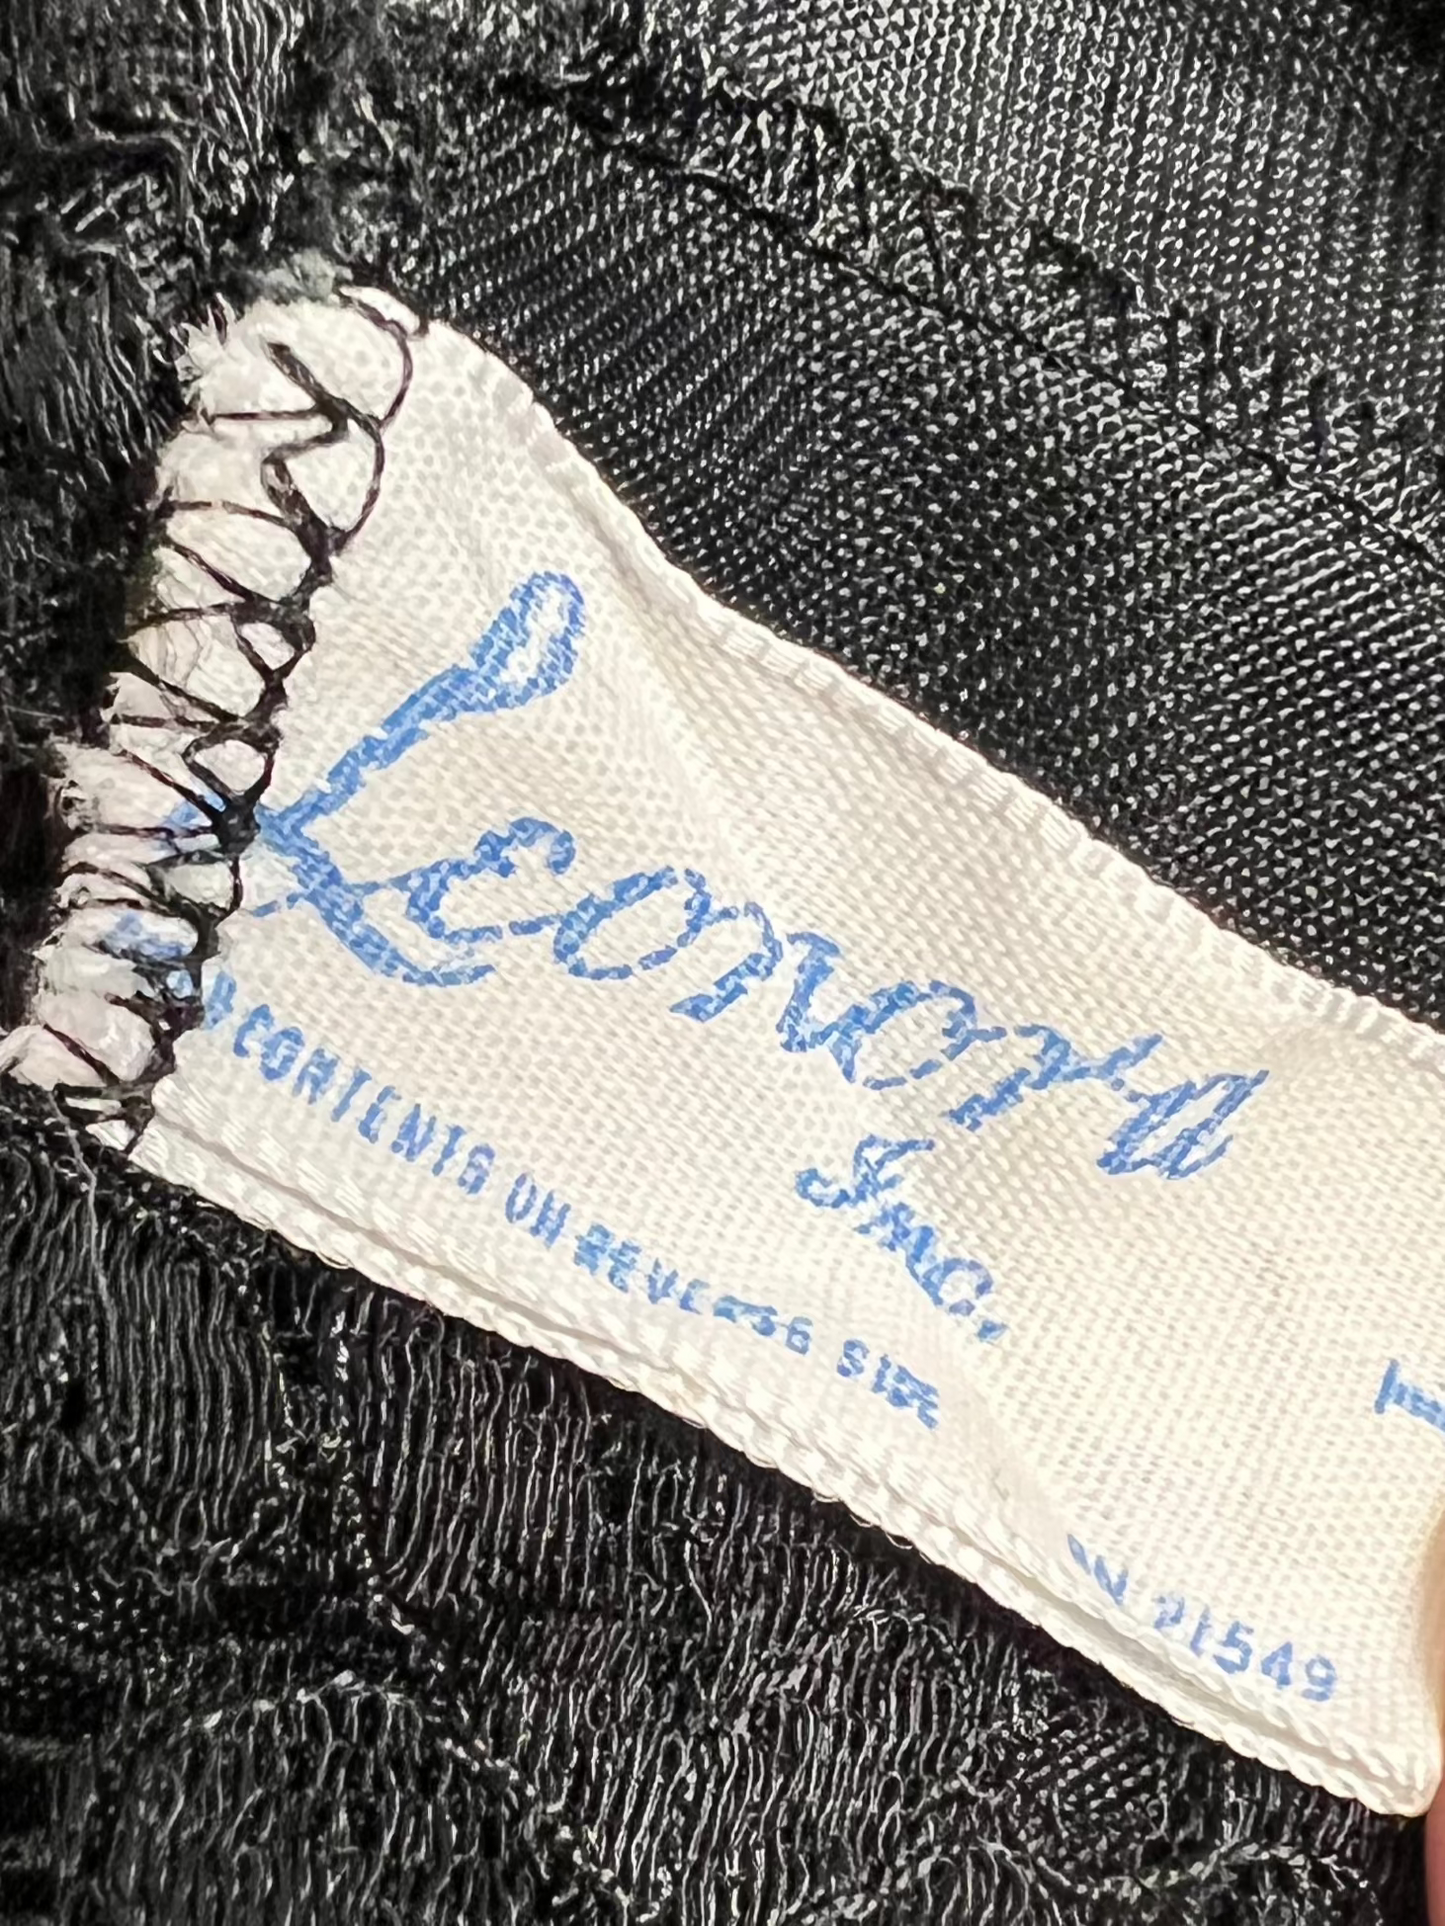 Leonora
Inc.
CONTENTS ON REVERSE SIDE
21549